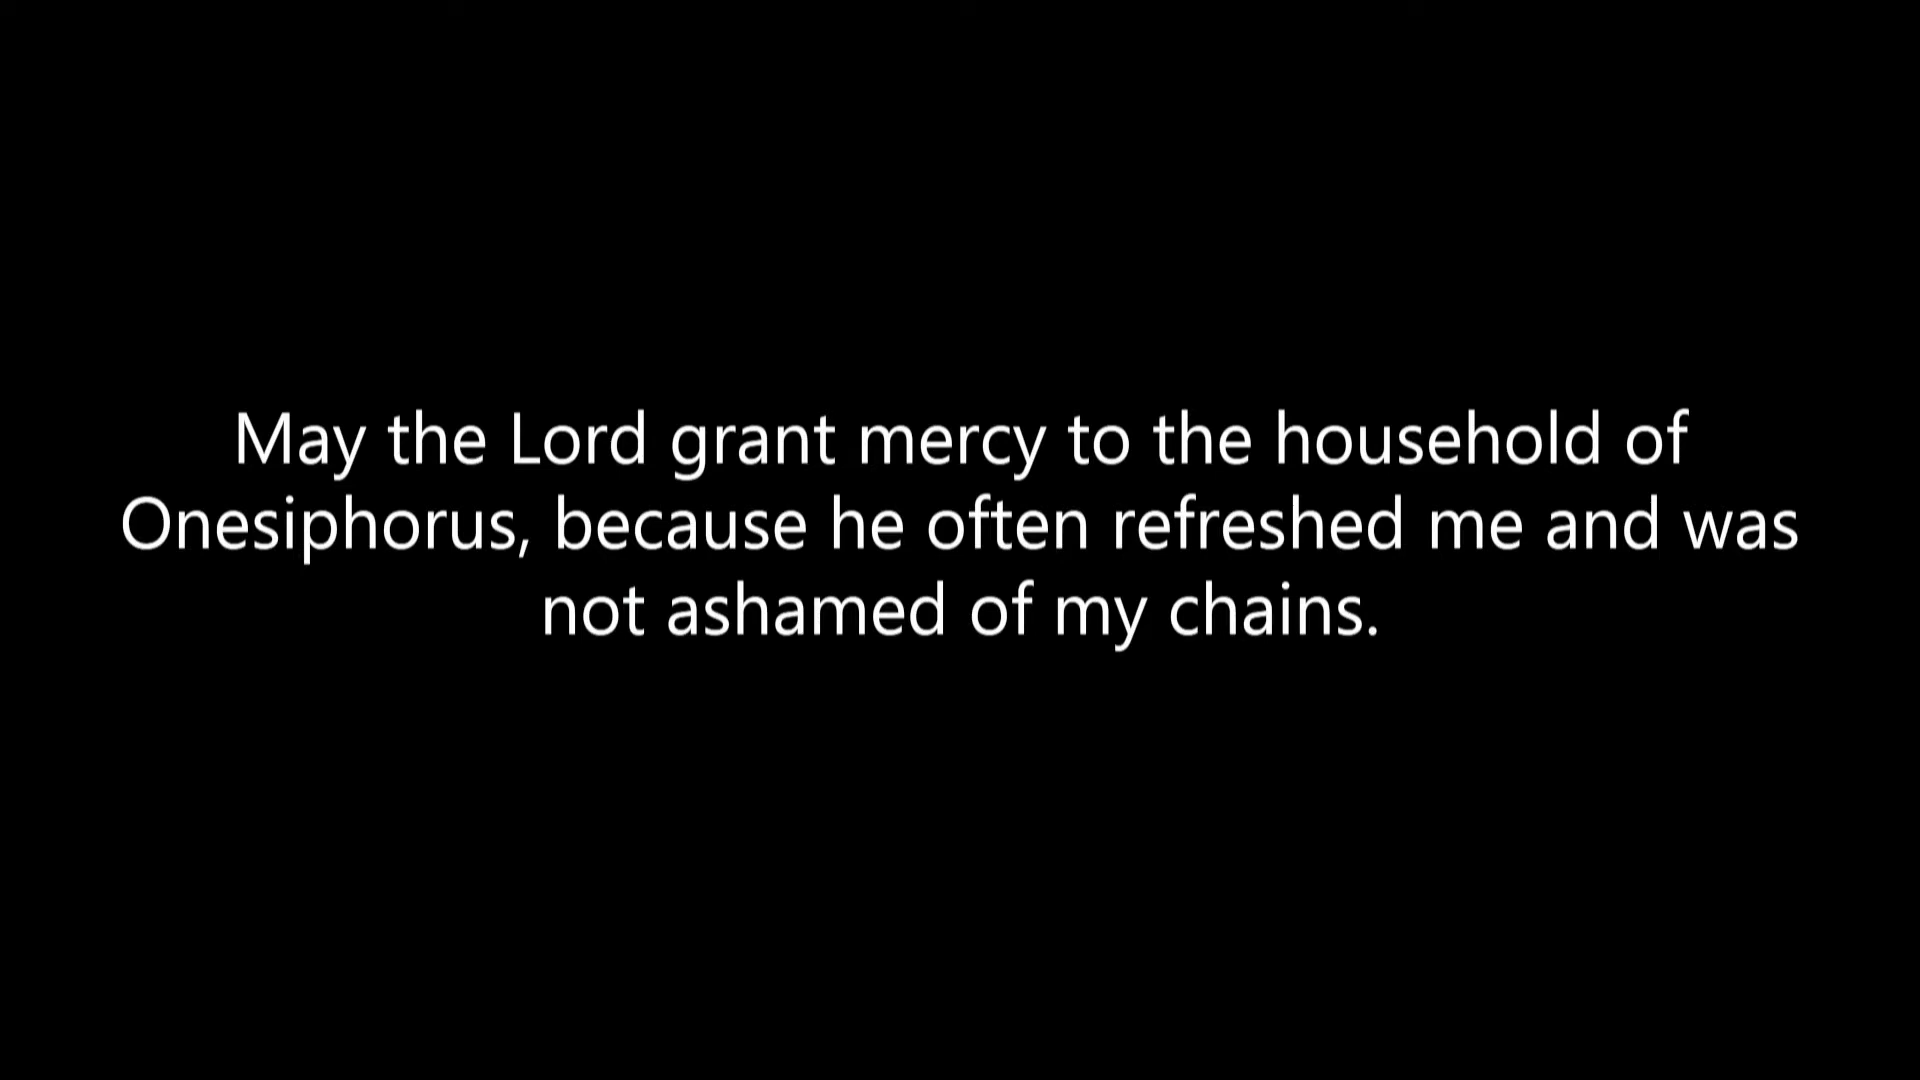 May the Lord grant mercy to the household of
Onesiphorus, because he often refreshed me and was
not ashamed of my chains.